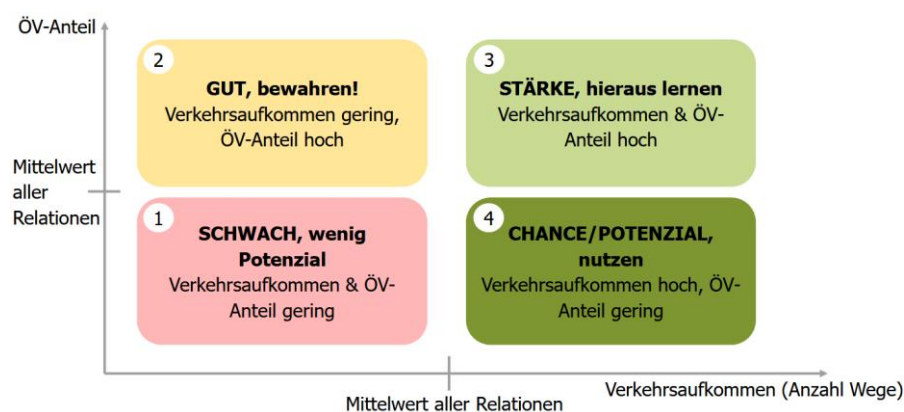 ÖV-Anteil
2
GUT, bewahren!
Verkehrsaufkommen gering,
ÖV-Anteil hoch
3
STÄRKE, hieraus lernen
Verkehrsaufkommen & ÖV-
Anteil hoch
Mittelwert
aller
Relationen
1
SCHWACH, wenig
Potenzial
Verkehrsaufkommen & ÖV-
Anteil gering
4
CHANCE/POTENZIAL,
nutzen
Verkehrsaufkommen hoch, ÖV-
Anteil gering
Verkehrsaufkommen (Anzahl Wege)
Mittelwert aller Relationen